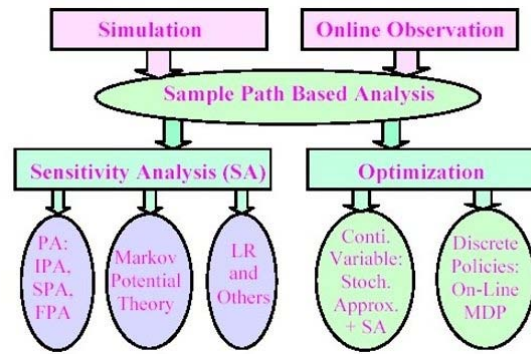 Simulation
Online Observation
Sample Path Based Analysis
Sensitivity Analysis (SA)
Optimization
PA:
IPA,
SPA,
FPA
Markov
Potential
Theory
LR
and
Others
Conti.
Variable:
Stoch.
Approx.
+ SA
Discrete
Policies:
On-Line
MDP